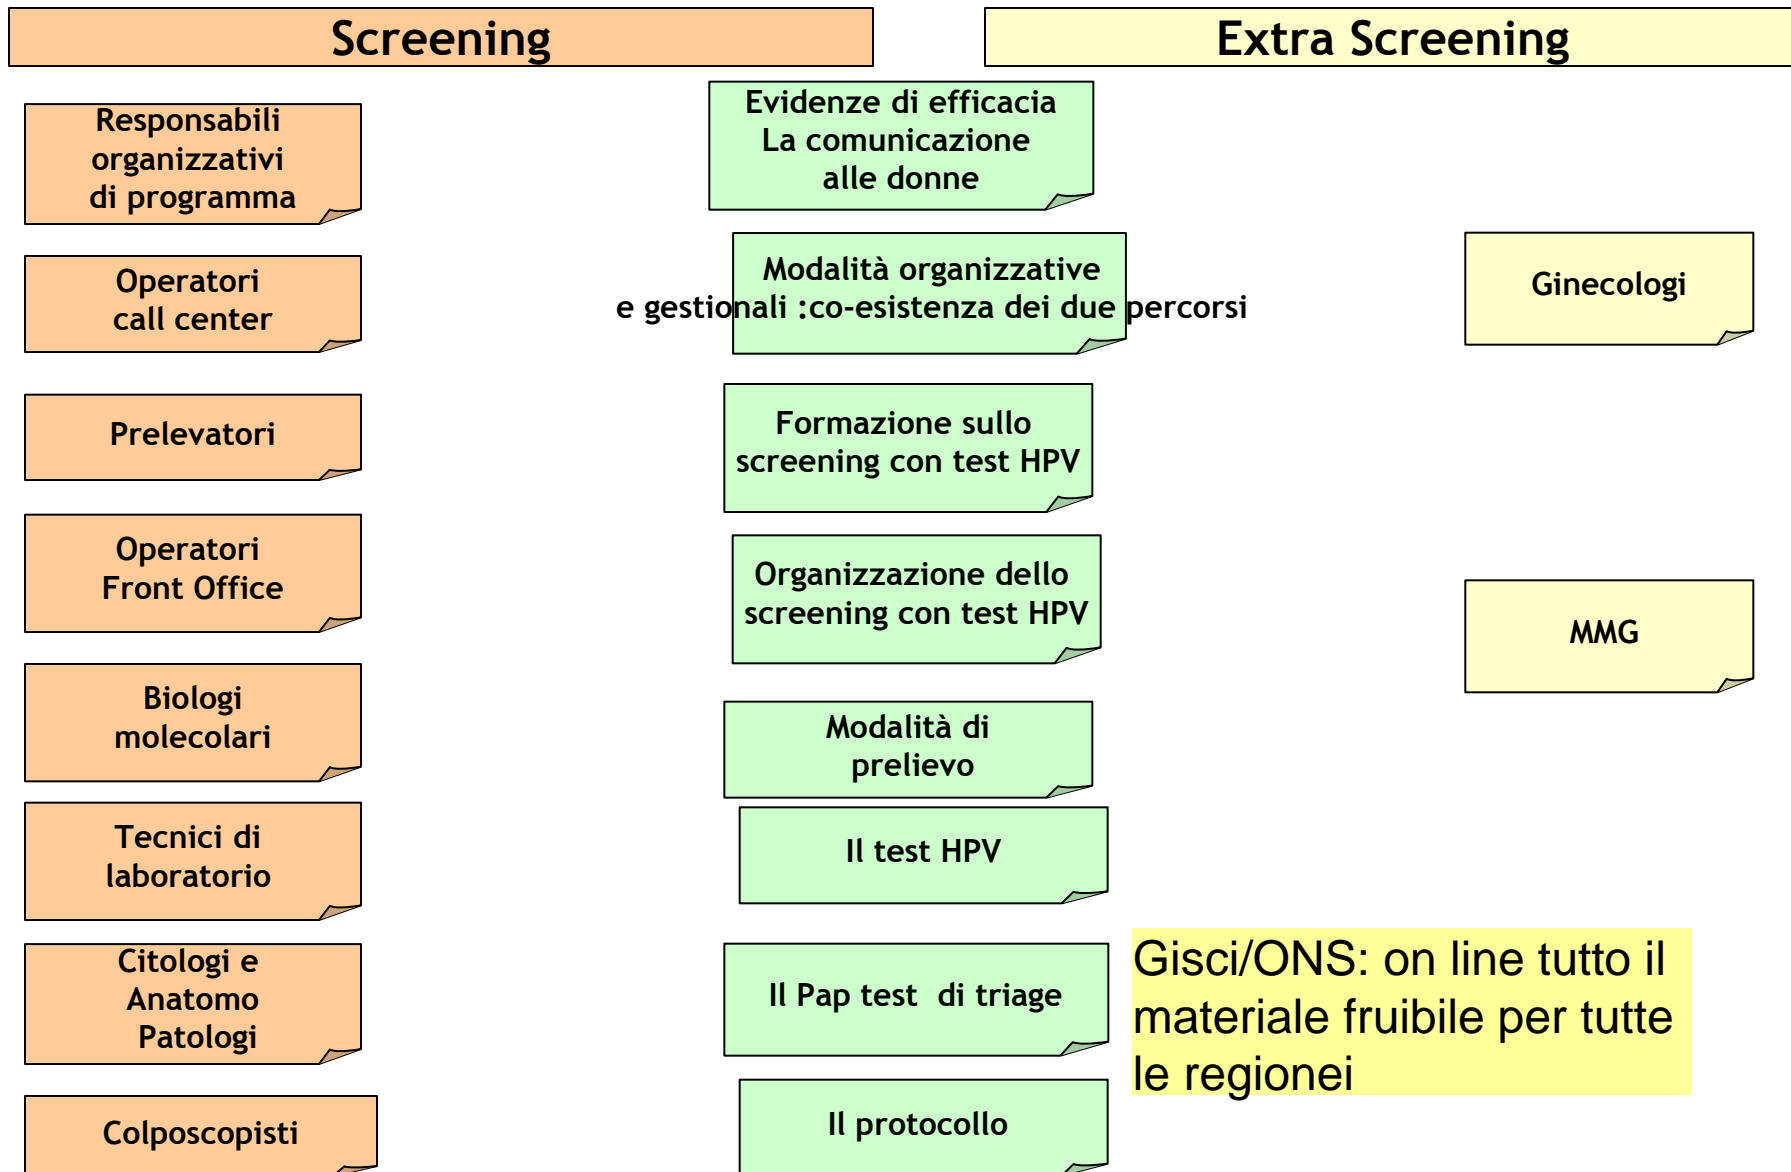 Screening
Extra Screening
Responsabili
organizzativi
di programma
Operatori
call center
Prelevatori
Operatori
Front Office
Biologi
molecolari
Tecnici di
laboratorio
Citologi e
Anatomo
Patologi
Colposcopisti
Evidenze di efficacia
La comunicazione
alle donne
Modalità organizzative
e gestionali :co-esistenza dei due percorsi
Formazione sullo
screening con test HPV
Organizzazione dello
screening con test HPV
Modalità di
prelievo
Il test HPV
Il Pap test di triage
Il protocollo
Ginecologi
MMG
Gisci/ONS: on line tutto il
materiale fruibile per tutte
le regionei